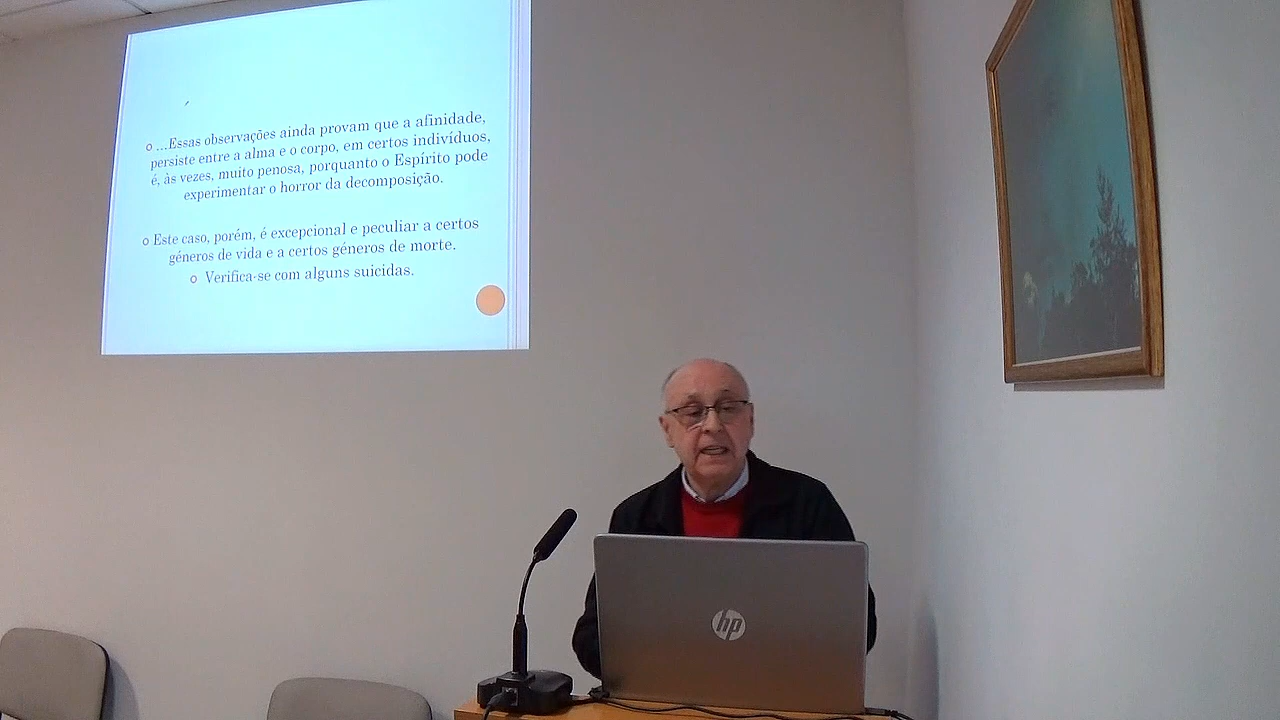 ...Essas observações ainda provam que a afinidade,
persiste entre a alma e o corpo, em certos indivíduos,
é, às vezes, muito penosa, porquanto o Espírito pode
experimentar o horror da decomposição.
Este caso, porém, é excepcional e peculiar a certos
géneros de vida e a certos géneros de morte.
Verifica-se com alguns suicidas.
hp